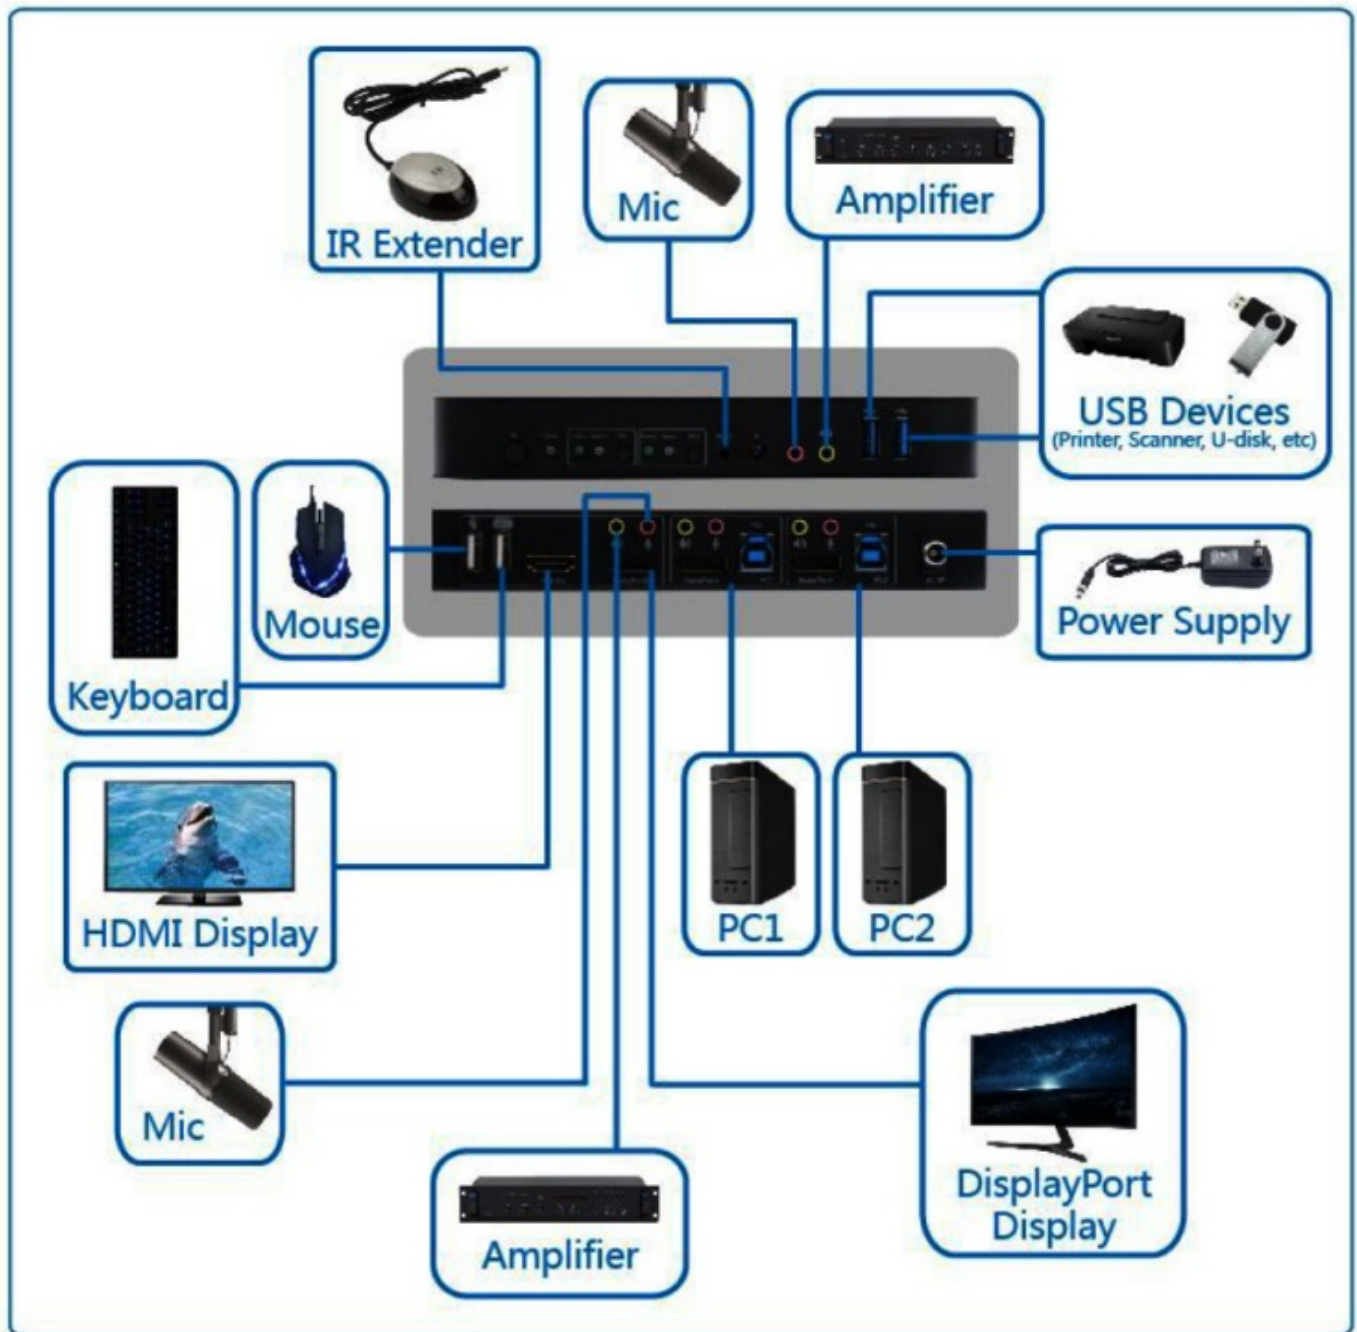 IR Extender
Mic
Amplifier
USB Devices
(Printer, Scanner, U-disk, etc)
Keyboard
Mouse
Power Supply
HDMI Display
PC1
PC2
Mic
Amplifier
DisplayPort
Display